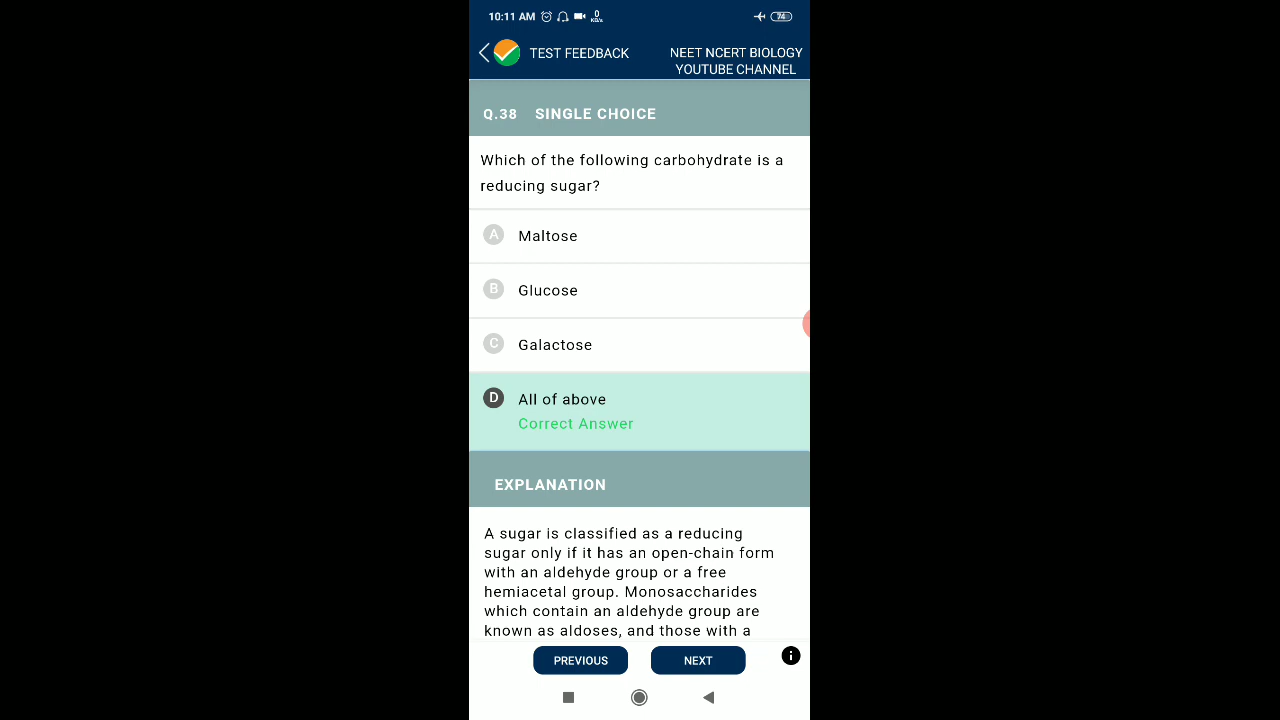 10:11 AM 0 KB/s 74
TEST FEEDBACK
NEET NCERT BIOLOGY
YOUTUBE CHANNEL
Q.38 SINGLE CHOICE
Which of the following carbohydrate is a
reducing sugar?
A Maltose
B Glucose
C Galactose
D All of above
Correct Answer
EXPLANATION
A sugar is classified as a reducing
sugar only if it has an open-chain form
with an aldehyde group or a free
hemiacetal group. Monosaccharides
which contain an aldehyde group are
known as aldoses, and those with a
PREVIOUS NEXT